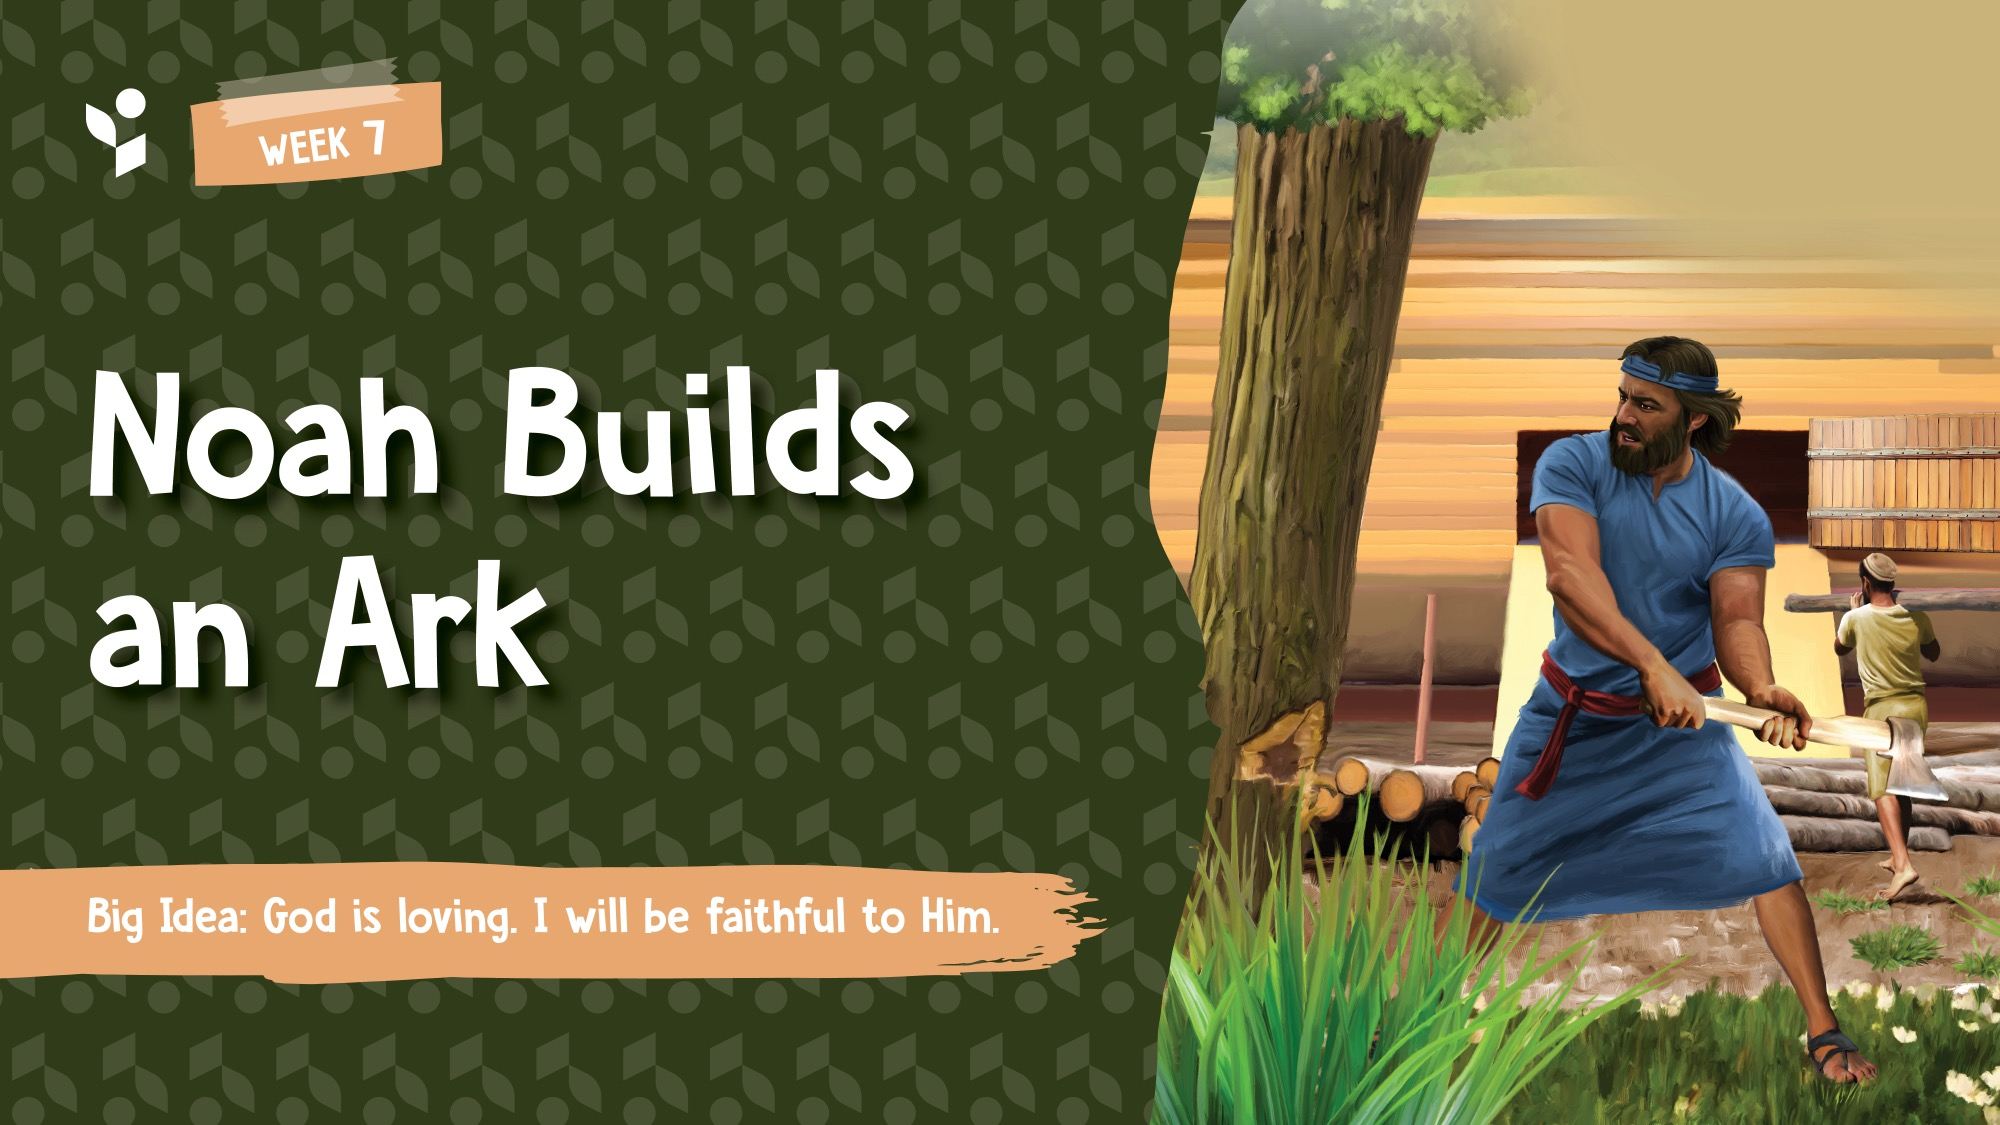 WEEK 7
Noah Builds
an Ark
Big Idea: God is loving. I will be faithful to Him.